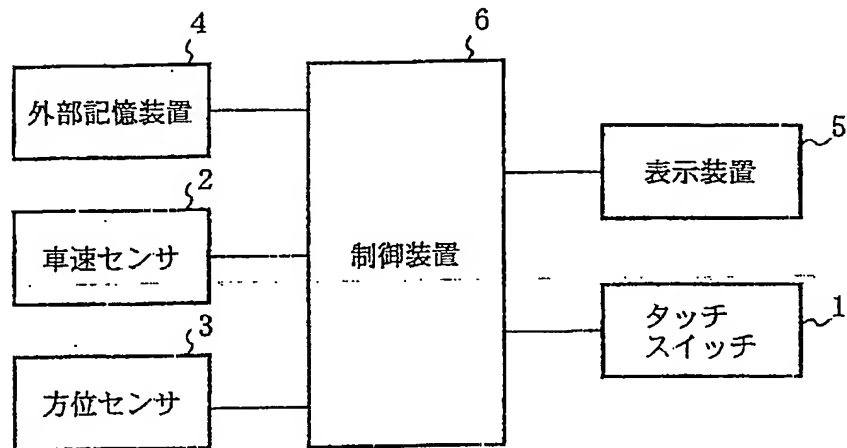 4
外部記憶装置
2
車速センサ
3
方位センサ
6
制御装置
5
表示装置
1
タッチ
スイッチ